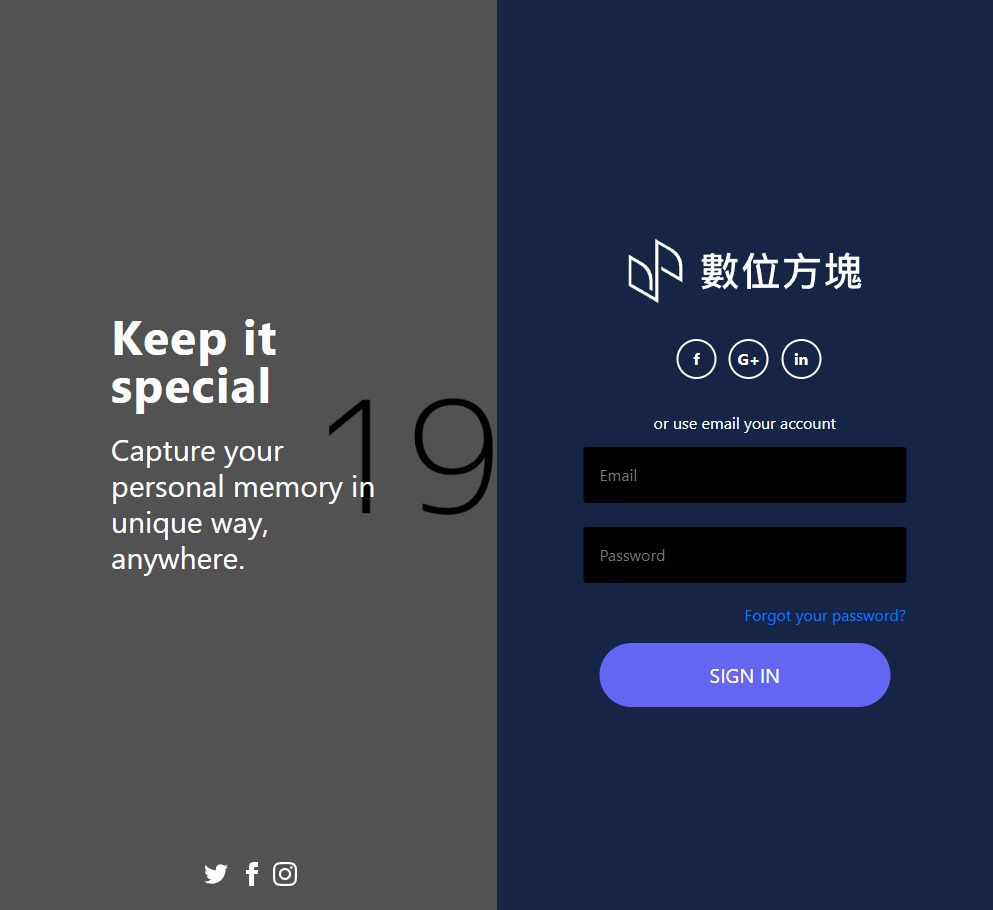 Keep it
special
Capture your
personal memory in
unique way,
anywhere.
19
數位方塊
f
G+
in
or use email your account
Email
Password
Forgot your password?
SIGN IN